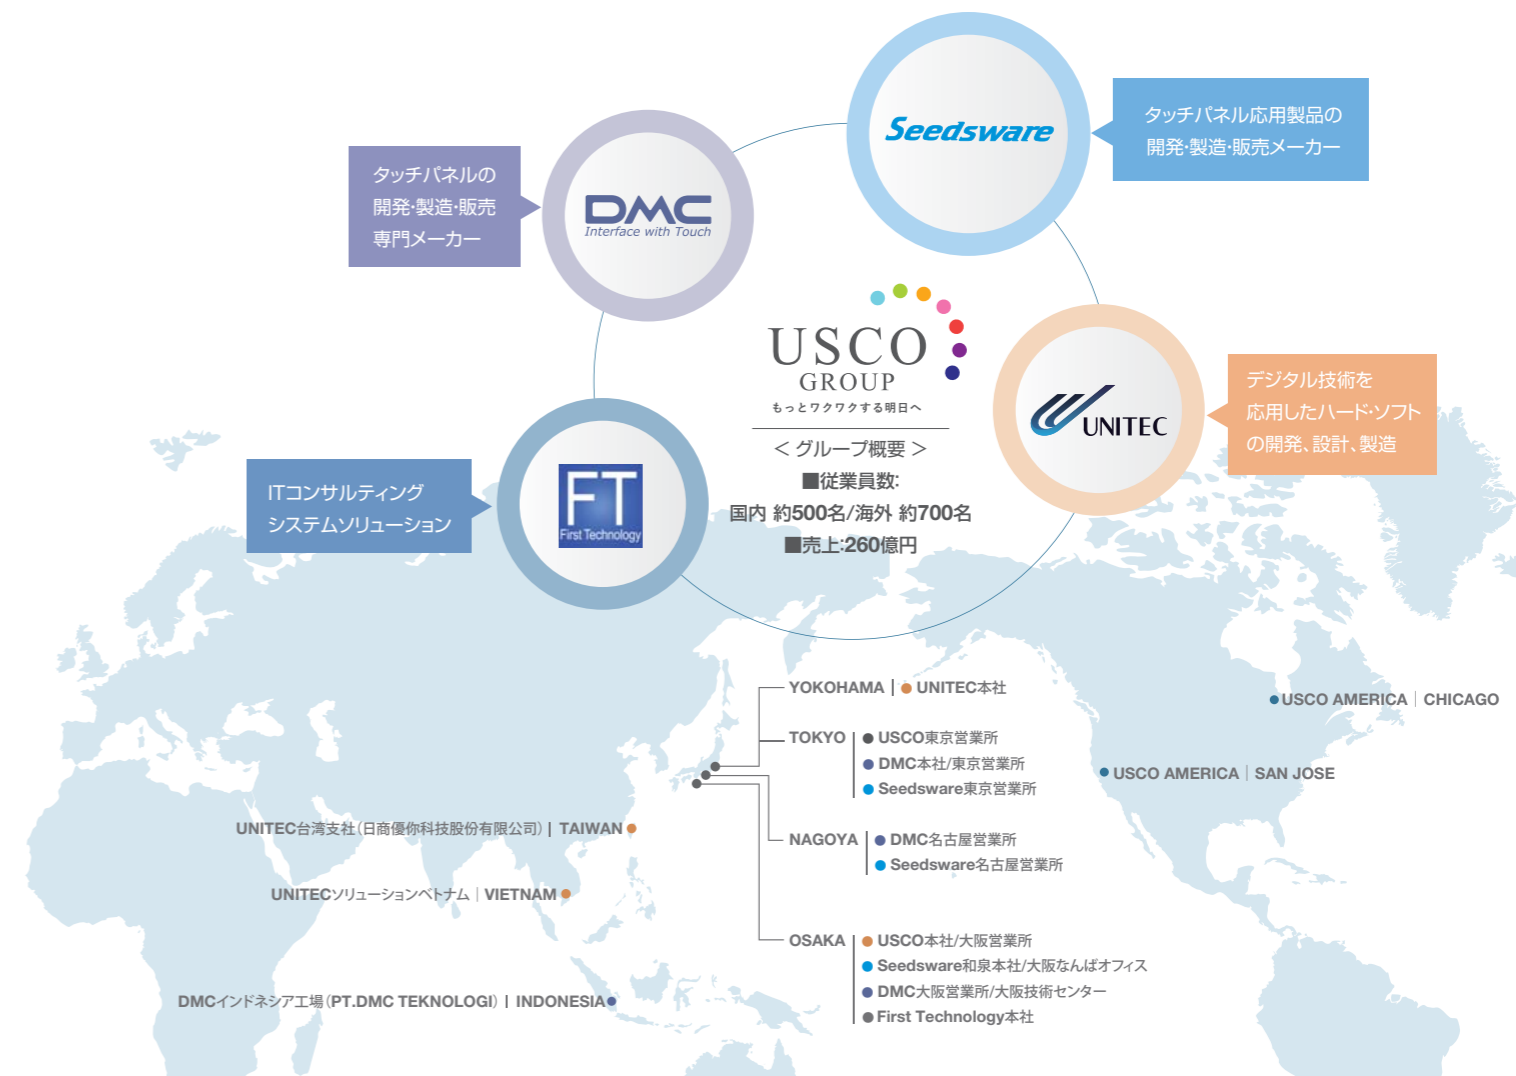 Seedsware
タッチパネル応用製品の
開発・製造・販売メーカー
タッチパネルの
開発・製造・販売
専門メーカー
DMC
Interface with Touch
USCO
GROUP
もっとワクワクする明日へ
＜ グループ概要 ＞
■従業員数:
国内 約500名/海外 約700名
■売上:260億円
UNITEC
デジタル技術を
応用したハード・ソフト
の開発、設計、製造
ITコンサルティング
システムソリューション
FT
First Technology
YOKOHAMA | ● UNITEC本社
TOKYO
● USCO東京営業所
● DMC本社/東京営業所
● Seedsware東京営業所
NAGOYA
● DMC名古屋営業所
● Seedsware名古屋営業所
OSAKA
● USCO本社/大阪営業所
● Seedsware和泉本社/大阪なんばオフィス
● DMC大阪営業所/大阪技術センター
● First Technology本社
● USCO AMERICA | CHICAGO
● USCO AMERICA | SAN JOSE
UNITEC台湾支社（日商優你科技股份有限公司）| TAIWAN ●
UNITECソリューションベトナム | VIETNAM ●
DMCインドネシア工場（PT.DMC TEKNOLOGI）| INDONESIA ●